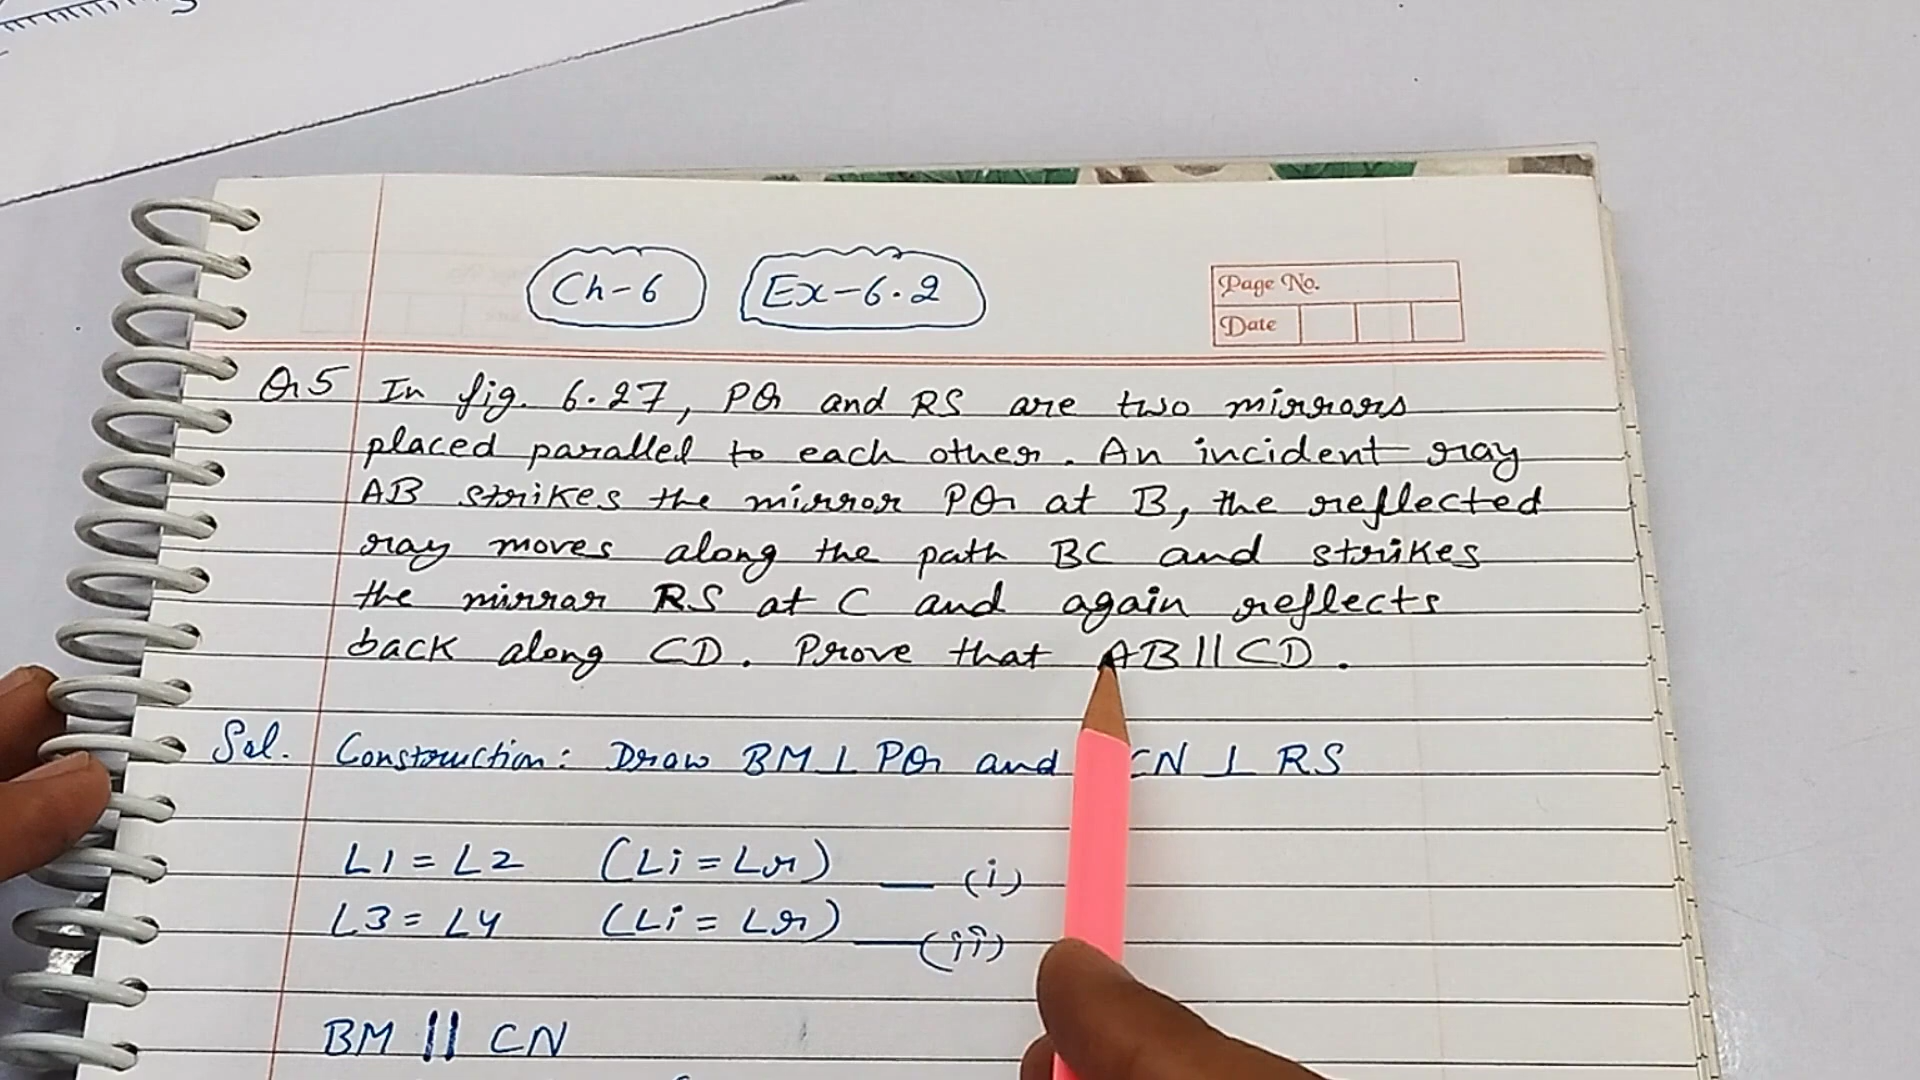 Ch-6 Ex-6.2
Page No.
Date
Q5 In fig. 6.27, PQ and RS are two mirrors
placed parallel to each other. An incident ray
AB strikes the mirror PQ at B, the reflected
ray moves along the path BC and strikes
the mirrar RS at C and again reflects
back along CD. Prove that AB||CD.
Sol. Construction: Draw BM⊥PQ and CN ⊥ RS
∠1 = ∠2 (∠i = ∠r) — (i)
∠3 = ∠4 (∠i = ∠r) — (ii)
BM || CN